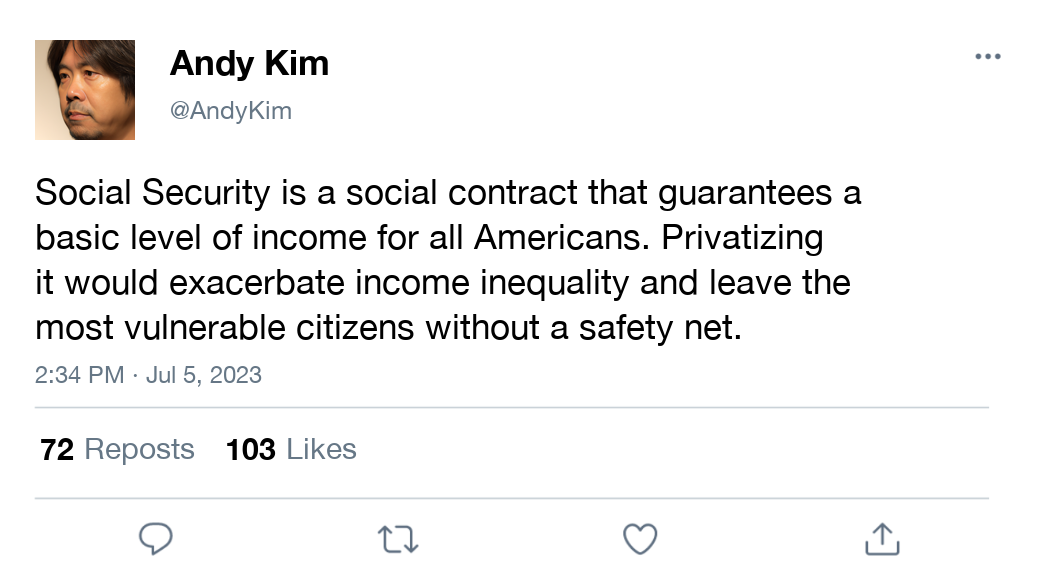 Andy Kim
@AndyKim
Social Security is a social contract that guarantees a
basic level of income for all Americans. Privatizing
it would exacerbate income inequality and leave the
most vulnerable citizens without a safety net.
2:34 PM · Jul 5, 2023
72 Reposts 103 Likes